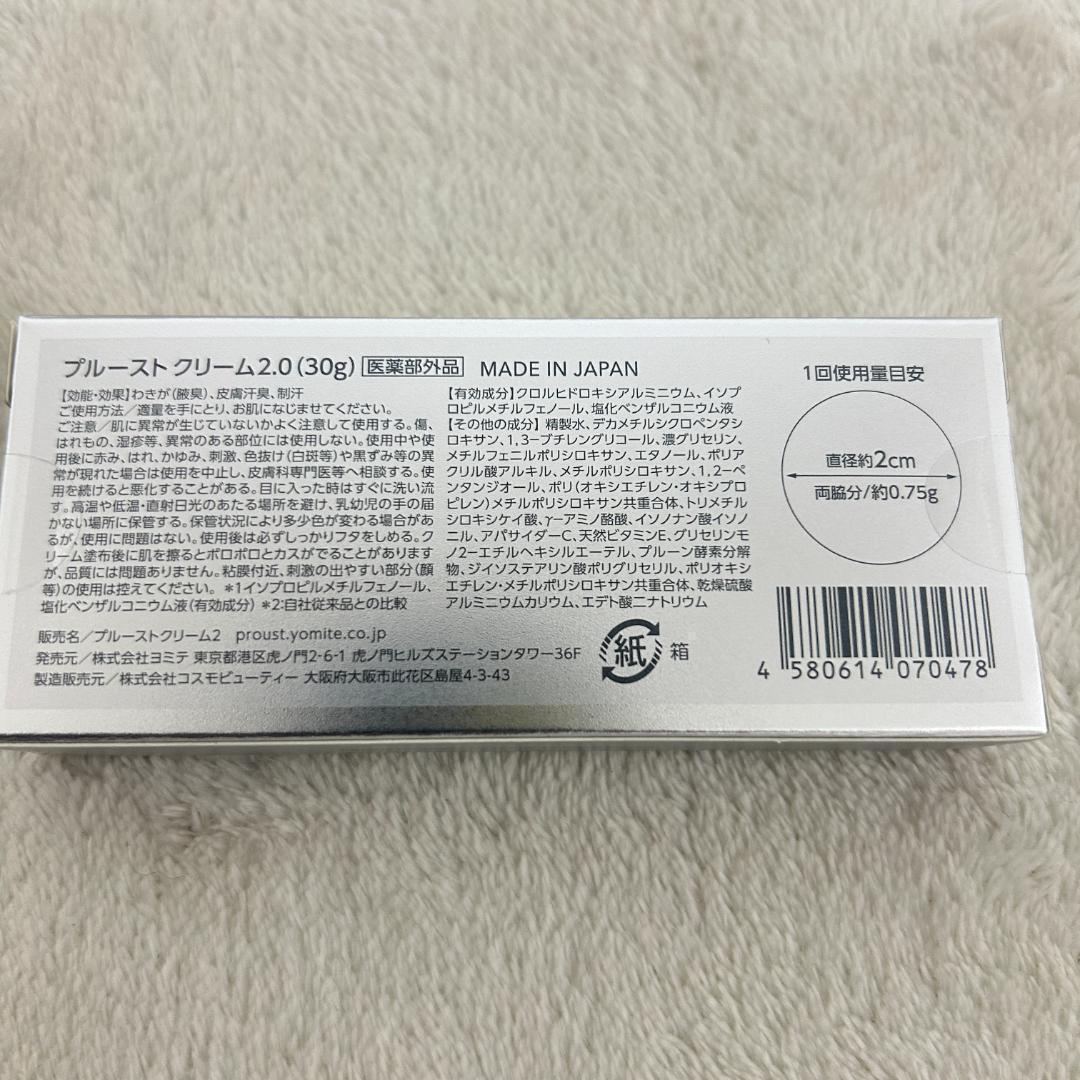 プルースト クリーム2.0(30g) 医薬部外品 MADE IN JAPAN
【効能・効果】わきが(腋臭)、皮膚汗臭、制汗
ご使用方法/適量を手にとり、お肌になじませてください。
ご注意/肌に異常が生じていないかよく注意して使用する。傷、
はれもの、湿疹等、異常のある部位には使用しない。使用中や使
用後に赤み、はれ、かゆみ、刺激、色抜け(白斑等)や黒ずみ等の異
常が現れた場合は使用を中止し、皮膚科専門医等へ相談する。使
用を続けると悪化することがある。目に入った時はすぐに洗い流
す。高温や低温・直射日光のあたる場所を避け、乳幼児の手の届
かない場所に保管する。保管状況により多少色が変わる場合があ
るが、使用に問題はない。使用後は必ずしっかりフタをしめる。ク
リーム塗布後に肌を擦るとポロポロとカスがでることがあります
が、品質には問題ありません。粘膜付近、刺激の出やすい部分(顔
等)の使用は控えてください。 *1イソプロピルメチルフェノール、
塩化ベンザルコニウム液(有効成分) *2:自社従来品との比較
【有効成分】クロルヒドロキシアルミニウム、イソプ
ロピルメチルフェノール、塩化ベンザルコニウム液
【その他の成分】 精製水、デカメチルシクロペンタシ
ロキサン、1,3-ブチレングリコール、濃グリセリン、
メチルフェニルポリシロキサン、エタノール、ポリア
クリル酸アルキル、メチルポリシロキサン、1,2-ペ
ンタンジオール、ポリ(オキシエチレン・オキシプロ
ピレン)メチルポリシロキサン共重合体、トリメチル
シロキシケイ酸、γ-アミノ酪酸、イソノナン酸イソノ
ニル、アパサイダーC、天然ビタミンE、グリセリンモ
ノ2-エチルヘキシルエーテル、プルーン酵素分解
物、ジイソステアリン酸ポリグリセリル、ポリオキシ
エチレン・メチルポリシロキサン共重合体、乾燥硫酸
アルミニウムカリウム、エデト酸二ナトリウム
1回使用量目安
直径約2cm
両脇分/約0.75g
販売名/プルーストクリーム2 proust.yomite.co.jp
発売元/株式会社ヨミテ 東京都港区虎ノ門2-6-1 虎ノ門ヒルズステーションタワー36F
製造販売元/株式会社コスモビューティー 大阪府大阪市此花区島屋4-3-43
紙 箱
4 580614 070478